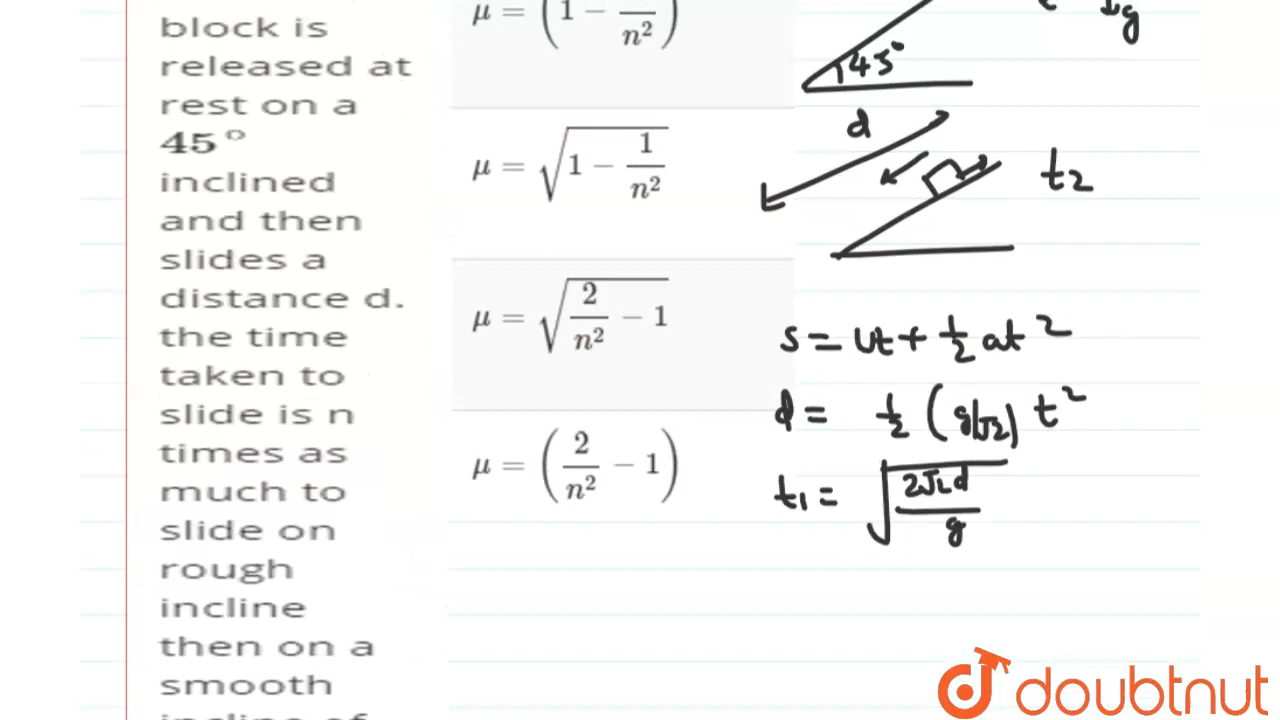 block is
released at
rest on a
45°
inclined
and then
slides a
distance d.
the time
taken to
slide is n
times as
much to
slide on
rough
incline
then on a
smooth
μ = (1 − 1/n²)
μ = √(1 − 1/n²)
μ = √(2/n² − 1)
μ = (2/n² − 1)
45°
d
t2
s = ut + 1/2 at²
d = 1/2 (g/√2) t²
t1 = √(2√2d/g)
doubtnut